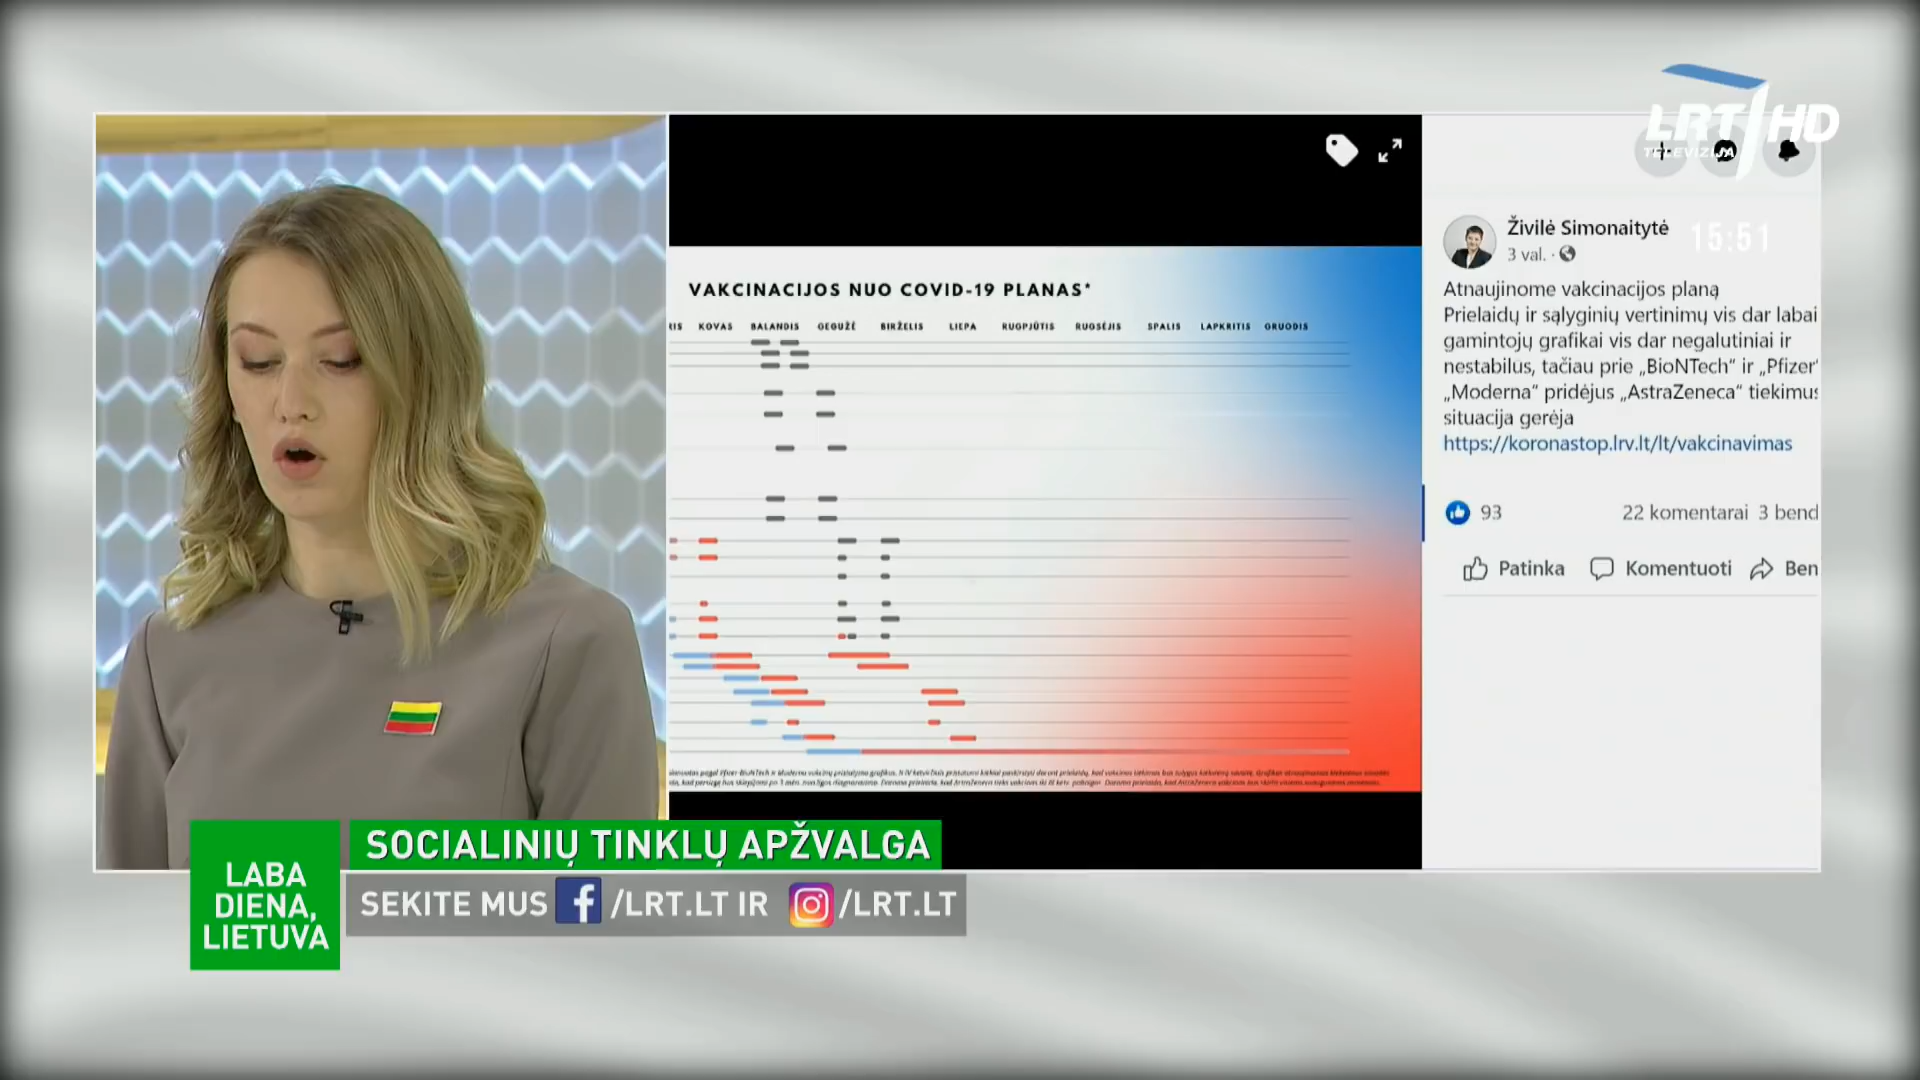 LRT HD
TELEVIZIJA
15:51
VAKCINACIJOS NUO COVID-19 PLANAS*
RIS KOVAS BALANDIS GEGUŽĖ BIRŽELIS LIEPA RUGPJŪTIS RUGSĖJIS SPALIS LAPKRITIS GRUODIS
Živilė Simonaitytė
3 val.
Atnaujinome vakcinacijos planą
Prielaidų ir sąlyginių vertinimų vis dar labai
gamintojų grafikai vis dar negalutiniai ir
nestabilus, tačiau prie „BioNTech“ ir „Pfizer“
„Moderna“ pridėjus „AstraZeneca“ tiekimus
situacija gerėja
https://koronastop.lrv.lt/lt/vakcinavimas
93 22 komentarai 3 bend
Patinka Komentuoti Ben
SOCIALINIŲ TINKLŲ APŽVALGA
SEKITE MUS f/LRT.LT IR /LRT.LT
LABA
DIENA,
LIETUVA